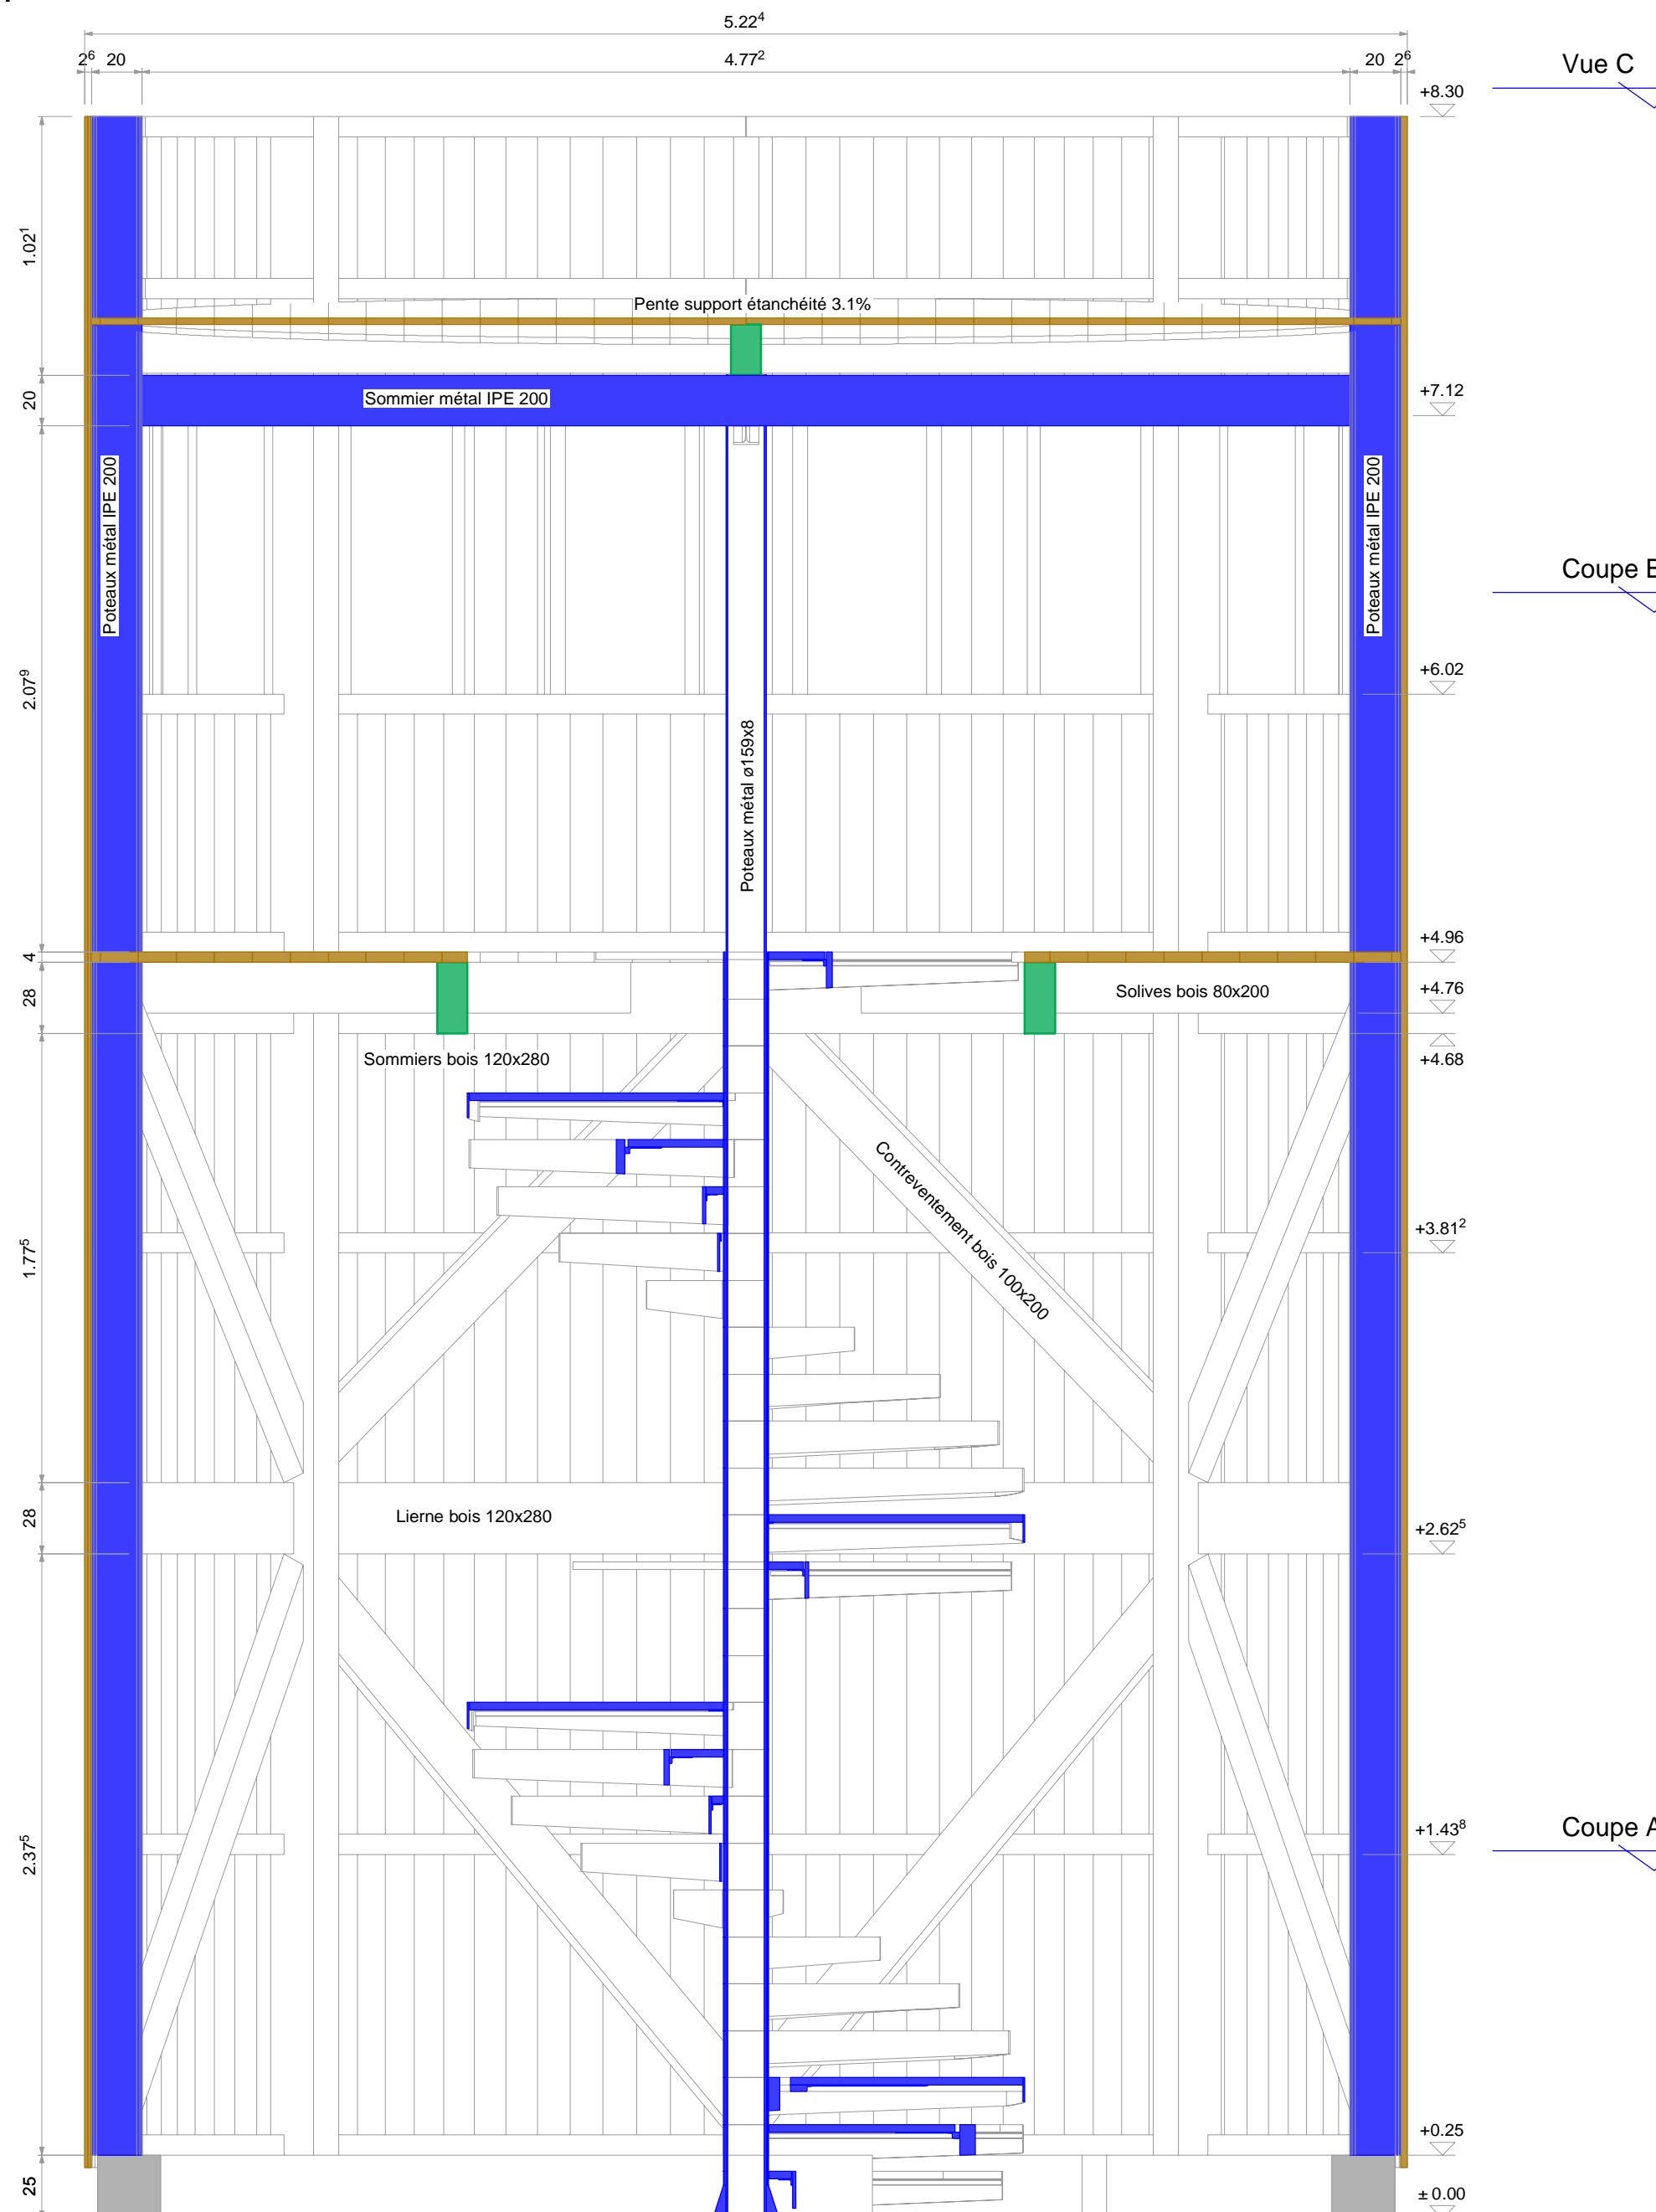 5.22⁴
2⁶ 20 4.77² 20 2⁶
Vue C
+8.30
1.02¹
Pente support étanchéité 3.1%
20
Sommier métal IPE 200
+7.12
Poteaux métal IPE 200
Poteaux métal IPE 200
Coupe B
2.07⁹
+6.02
Poteaux métal ø159x8
4
+4.96
28
Solives bois 80x200
+4.76
Sommiers bois 120x280
+4.68
Contreventement bois 100x200
1.77⁵
+3.81²
28
Lierne bois 120x280
+2.62⁵
2.37⁵
+1.43⁸
Coupe A
+0.25
25
± 0.00